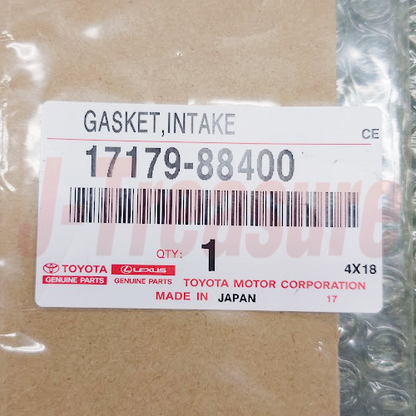 GASKET,INTAKE
CE
17179-88400
J-Treasure
QTY: 1
4X18
TOYOTA LEXUS TOYOTA MOTOR CORPORATION
GENUINE PARTS GENUINE PARTS
MADE IN JAPAN 17